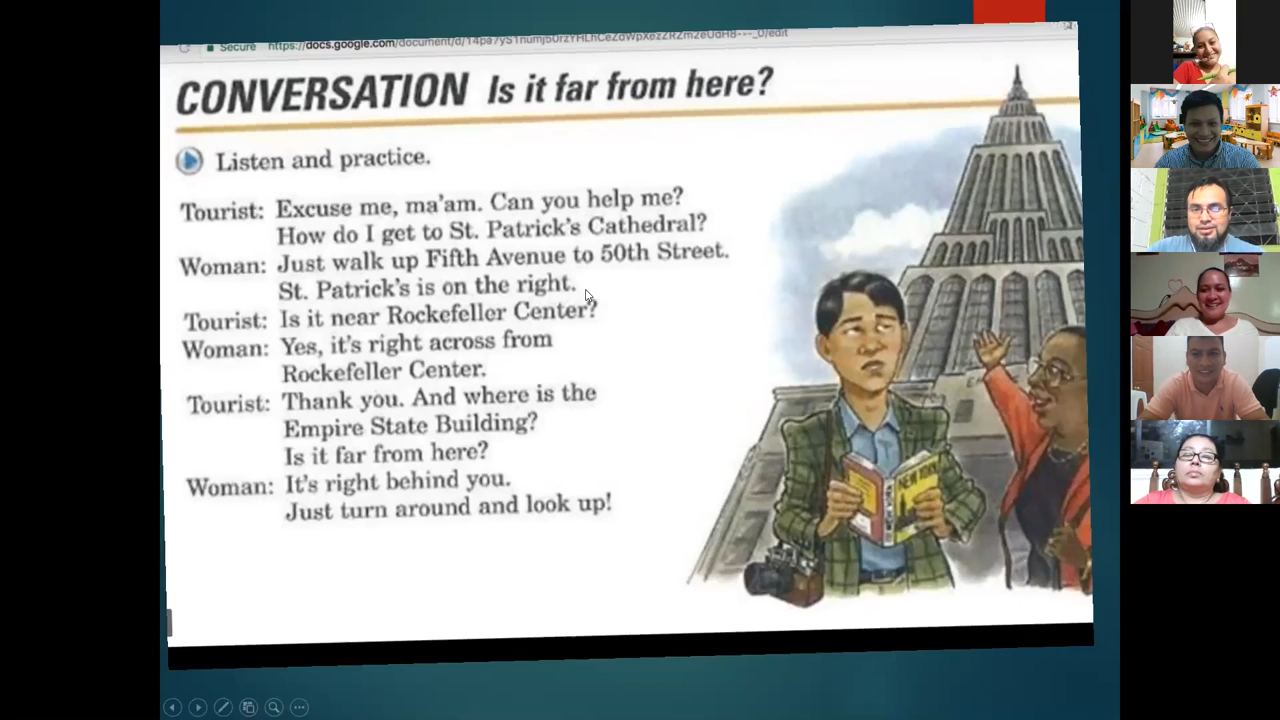 Secure
CONVERSATION Is it far from here?
Listen and practice.
Tourist: Excuse me, ma'am. Can you help me?
How do I get to St. Patrick's Cathedral?
Woman: Just walk up Fifth Avenue to 50th Street.
St. Patrick's is on the right.
Tourist: Is it near Rockefeller Center?
Woman: Yes, it's right across from
Rockefeller Center.
Tourist: Thank you. And where is the
Empire State Building?
Is it far from here?
Woman: It's right behind you.
Just turn around and look up!
NEW YORK